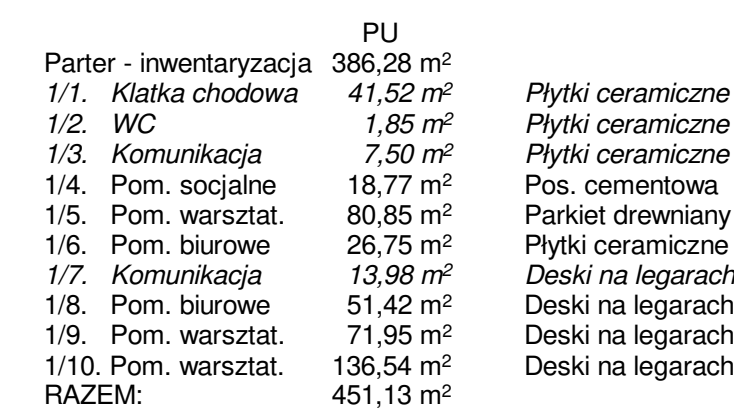 PU
Parter - inwentaryzacja 386,28 m²
1/1. Klatka chodowa 41,52 m² Płytki ceramiczne
1/2. WC 1,85 m² Płytki ceramiczne
1/3. Komunikacja 7,50 m² Płytki ceramiczne
1/4. Pom. socjalne 18,77 m² Pos. cementowa
1/5. Pom. warsztat. 80,85 m² Parkiet drewniany
1/6. Pom. biurowe 26,75 m² Płytki ceramiczne
1/7. Komunikacja 13,98 m² Deski na legarach
1/8. Pom. biurowe 51,42 m² Deski na legarach
1/9. Pom. warsztat. 71,95 m² Deski na legarach
1/10. Pom. warsztat. 136,54 m² Deski na legarach
RAZEM: 451,13 m²